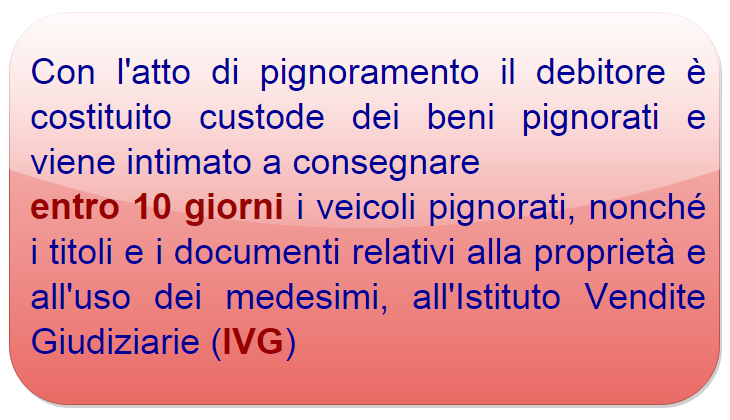 Con l'atto di pignoramento il debitore è
costituito custode dei beni pignorati e
viene intimato a consegnare
entro 10 giorni i veicoli pignorati, nonché
i titoli e i documenti relativi alla proprietà e
all'uso dei medesimi, all'Istituto Vendite
Giudiziarie (IVG)